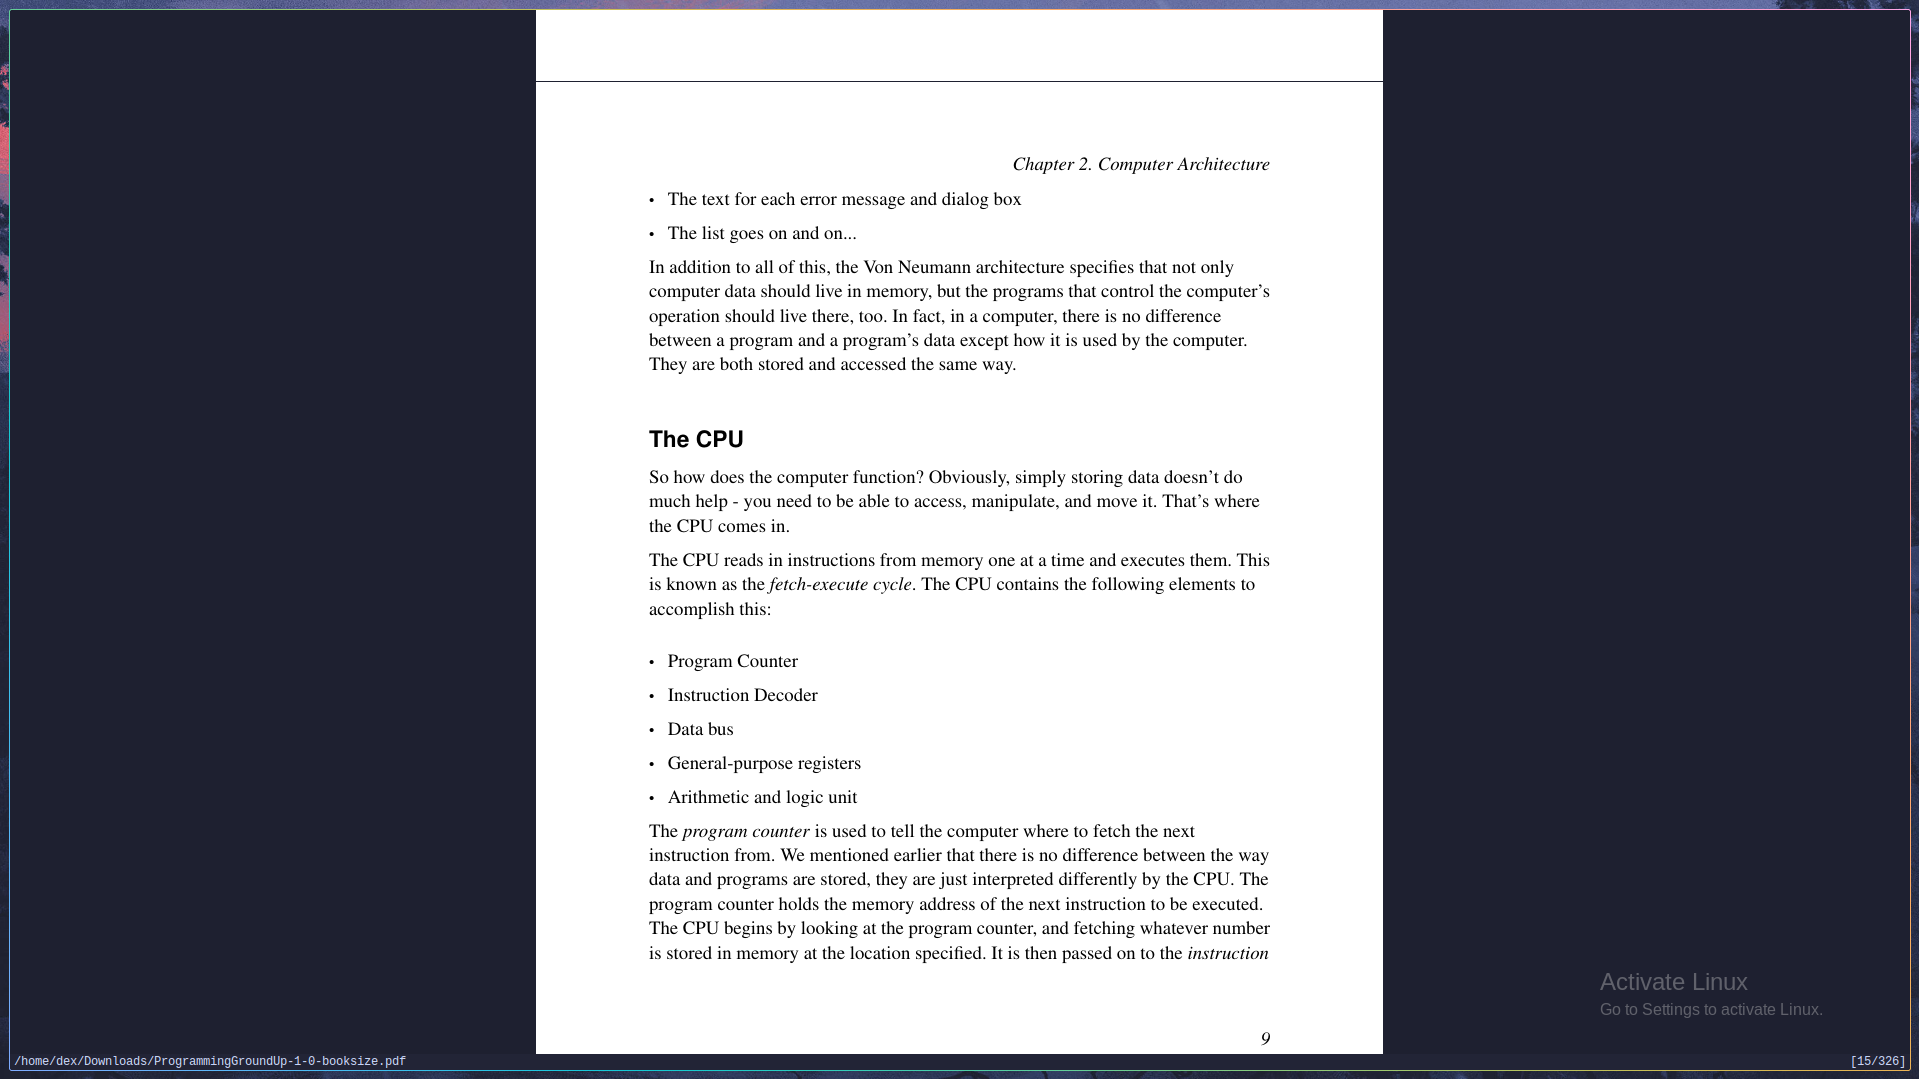 Chapter 2. Computer Architecture
• The text for each error message and dialog box
• The list goes on and on...
In addition to all of this, the Von Neumann architecture specifies that not only
computer data should live in memory, but the programs that control the computer’s
operation should live there, too. In fact, in a computer, there is no difference
between a program and a program’s data except how it is used by the computer.
They are both stored and accessed the same way.
The CPU
So how does the computer function? Obviously, simply storing data doesn’t do
much help - you need to be able to access, manipulate, and move it. That’s where
the CPU comes in.
The CPU reads in instructions from memory one at a time and executes them. This
is known as the fetch-execute cycle. The CPU contains the following elements to
accomplish this:
• Program Counter
• Instruction Decoder
• Data bus
• General-purpose registers
• Arithmetic and logic unit
The program counter is used to tell the computer where to fetch the next
instruction from. We mentioned earlier that there is no difference between the way
data and programs are stored, they are just interpreted differently by the CPU. The
program counter holds the memory address of the next instruction to be executed.
The CPU begins by looking at the program counter, and fetching whatever number
is stored in memory at the location specified. It is then passed on to the instruction
9
Activate Linux
Go to Settings to activate Linux.
/home/dex/Downloads/ProgrammingGroundUp-1-0-booksize.pdf
[15/326]